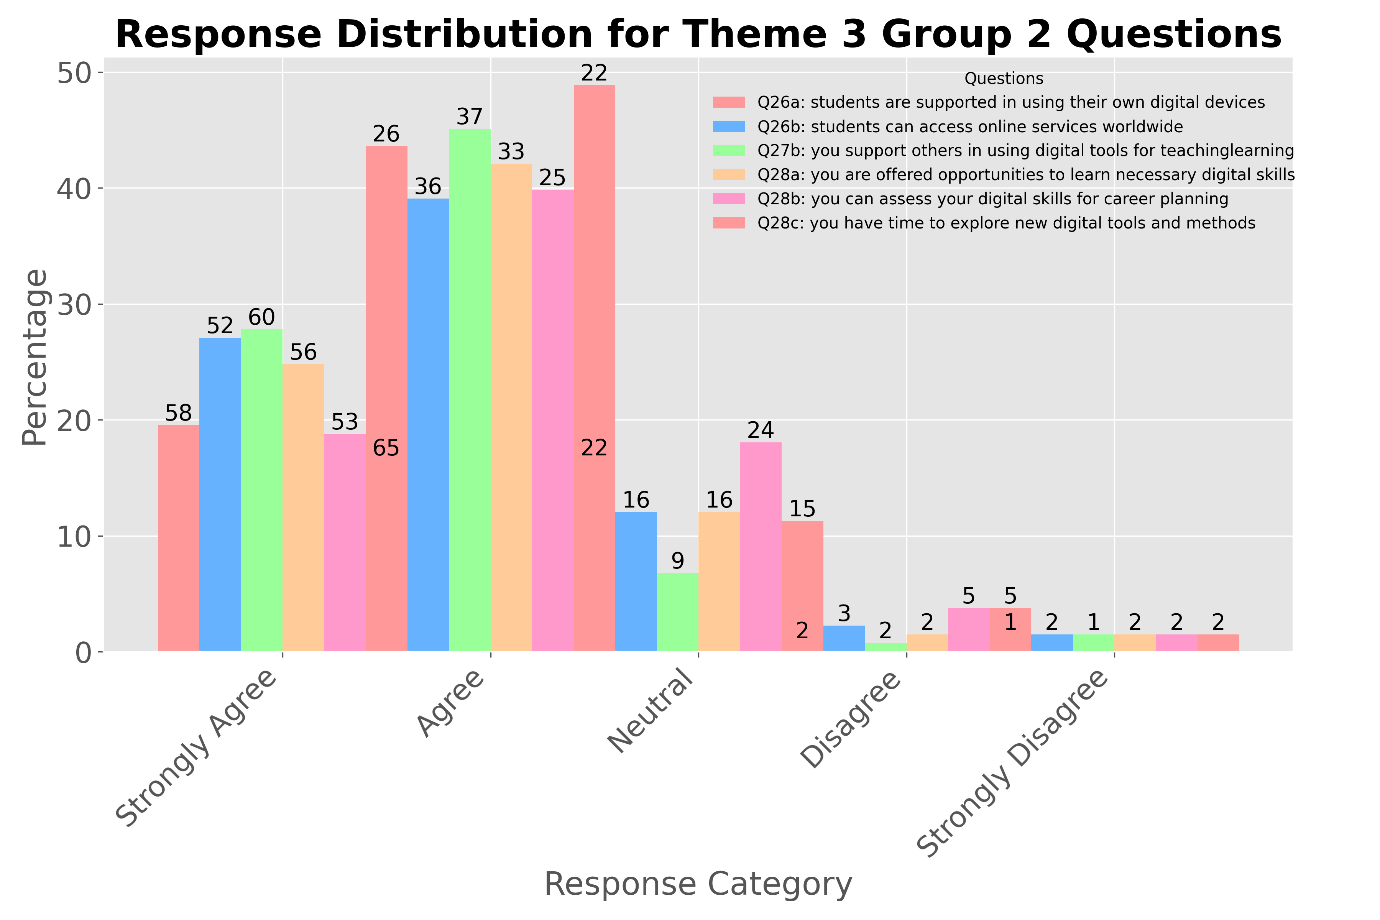 Response Distribution for Theme 3 Group 2 Questions
Questions
Q26a: students are supported in using their own digital devices
Q26b: students can access online services worldwide
Q27b: you support others in using digital tools for teachinglearning
Q28a: you are offered opportunities to learn necessary digital skills
Q28b: you can assess your digital skills for career planning
Q28c: you have time to explore new digital tools and methods
Percentage
50
40
30
20
10
0
58
52
60
56
53
26
65
36
37
33
25
22
22
16
9
16
24
15
2
3
2
2
5
5
1
2
1
2
2
2
Strongly Agree
Agree
Neutral
Disagree
Strongly Disagree
Response Category